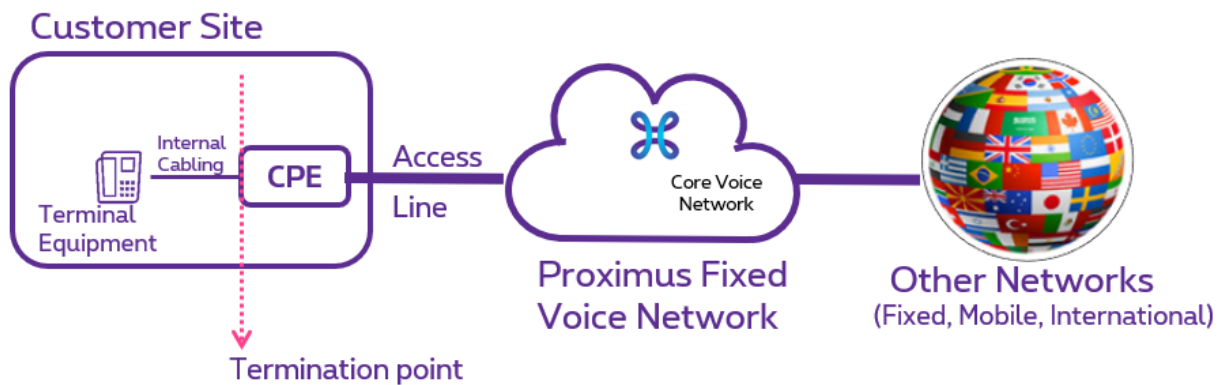 Customer Site
Internal
Cabling
CPE
Terminal
Equipment
Termination point
Access
Line
Core Voice
Network
Proximus Fixed
Voice Network
Other Networks
(Fixed, Mobile, International)